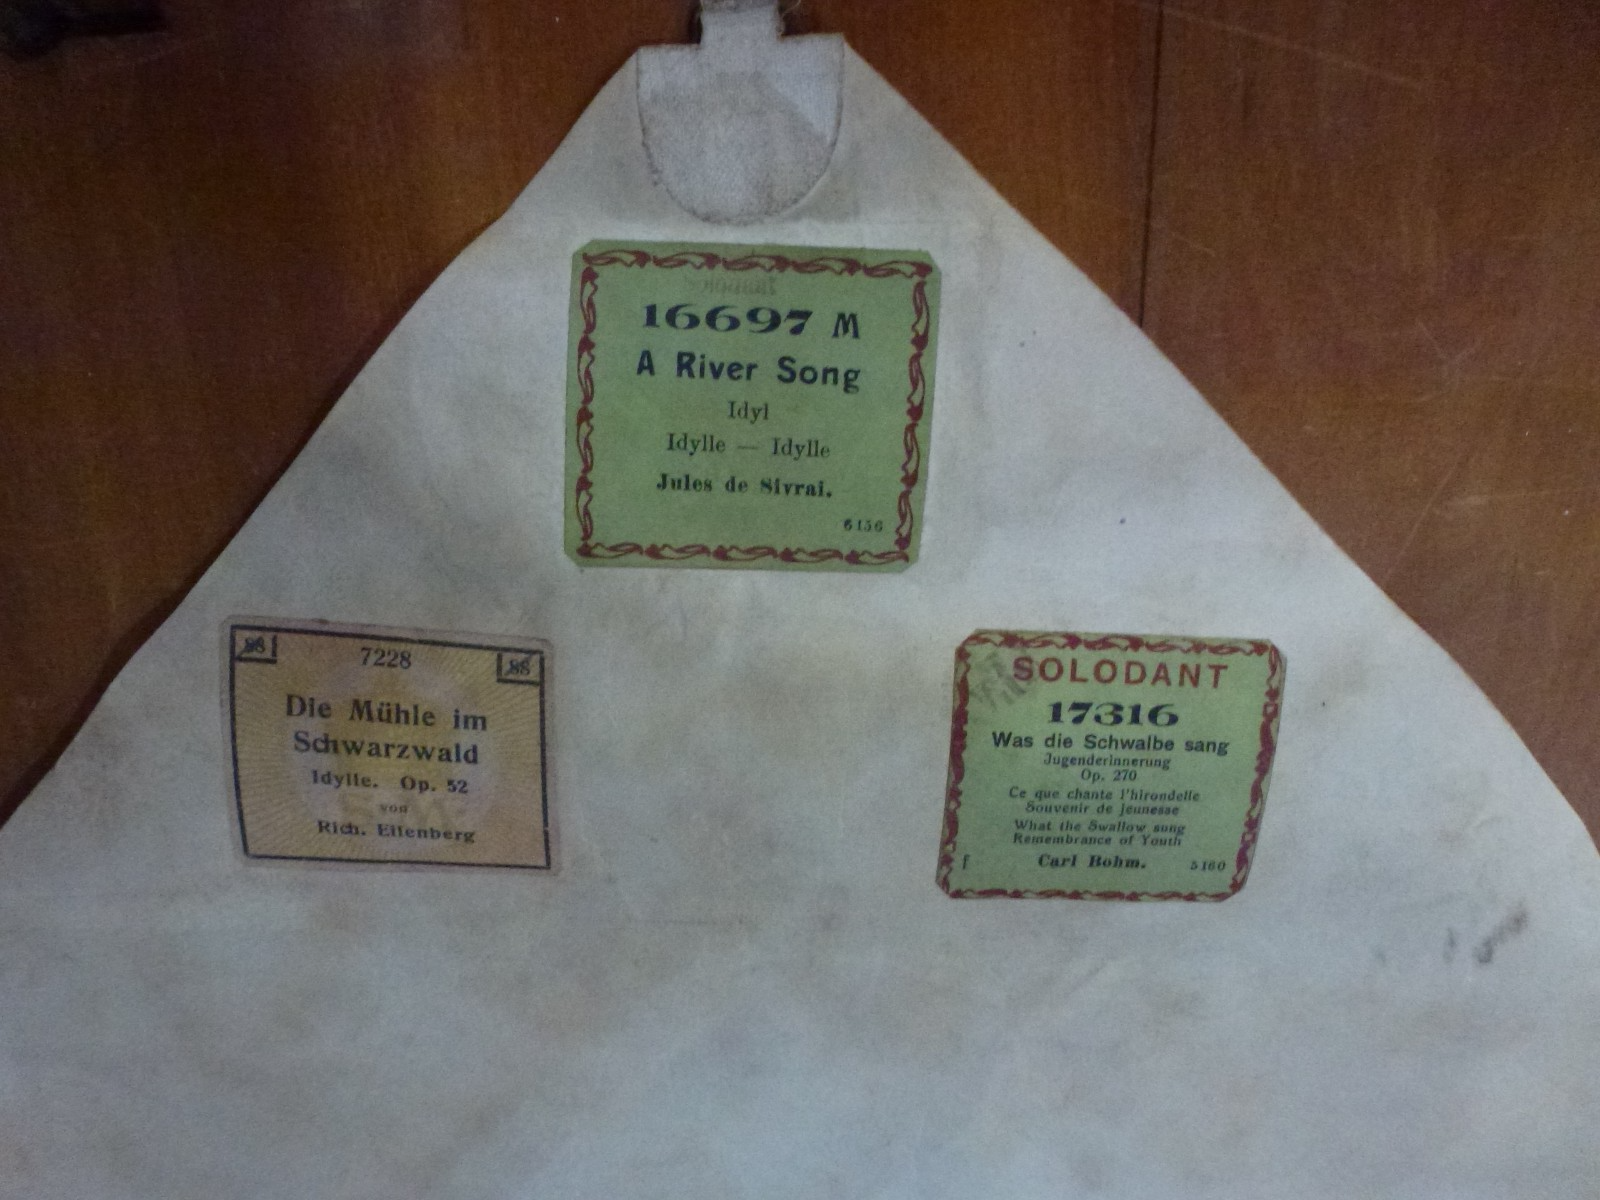 16697 M
A River Song
Idyl
Idylle — Idylle
Jules de Sivrai.
6156
88
7228
88
Die Mühle im
Schwarzwald
Idylle. Op. 52
von
Rich. Eilenberg
SOLODANT
17316
Was die Schwalbe sang
Jugenderinnerung
Op. 270
Ce que chante l'hirondelle
Souvenir de jeunesse
What the Swallow sung
Remembrance of Youth
f Carl Bohm. 5160